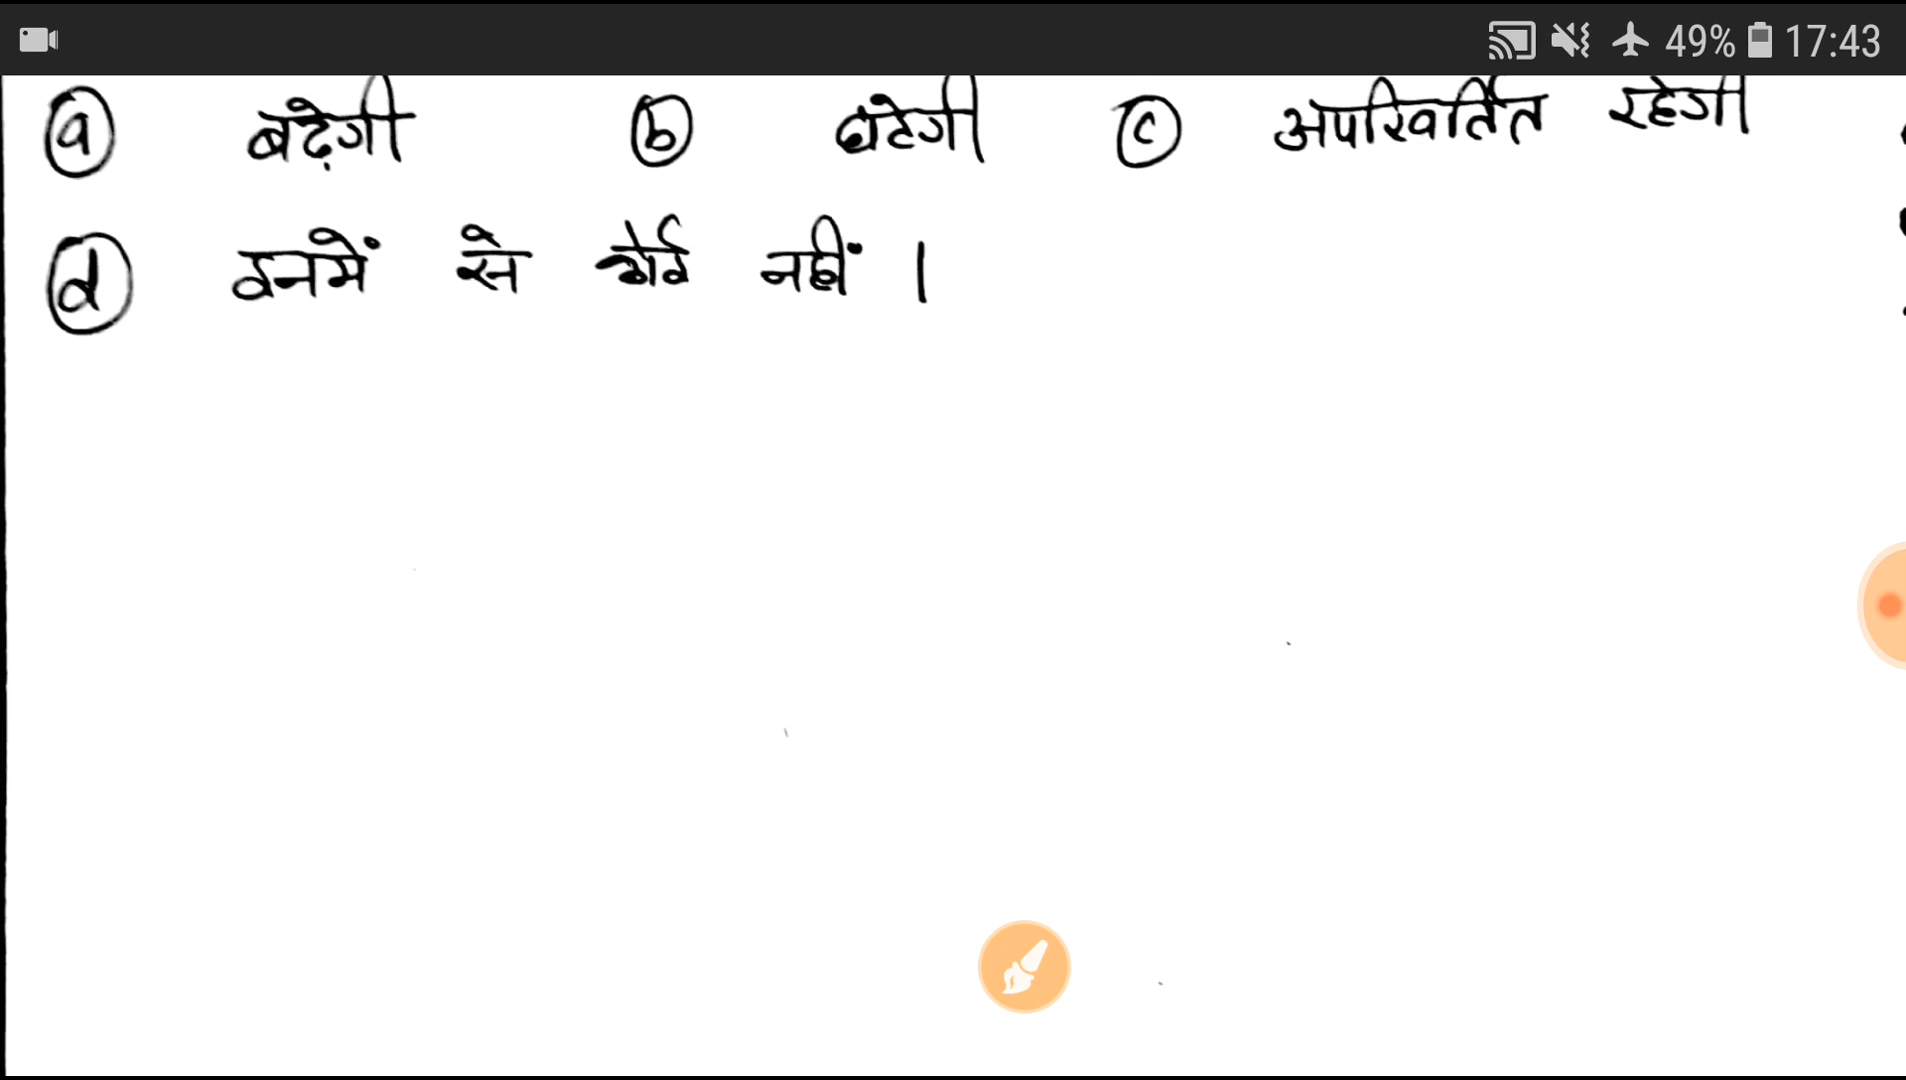 49% 17:43
(a) बढ़ेगी (b) घटेगी (c) अपरिवर्तित रहेगी
(d) इनमें से कोई नहीं ।